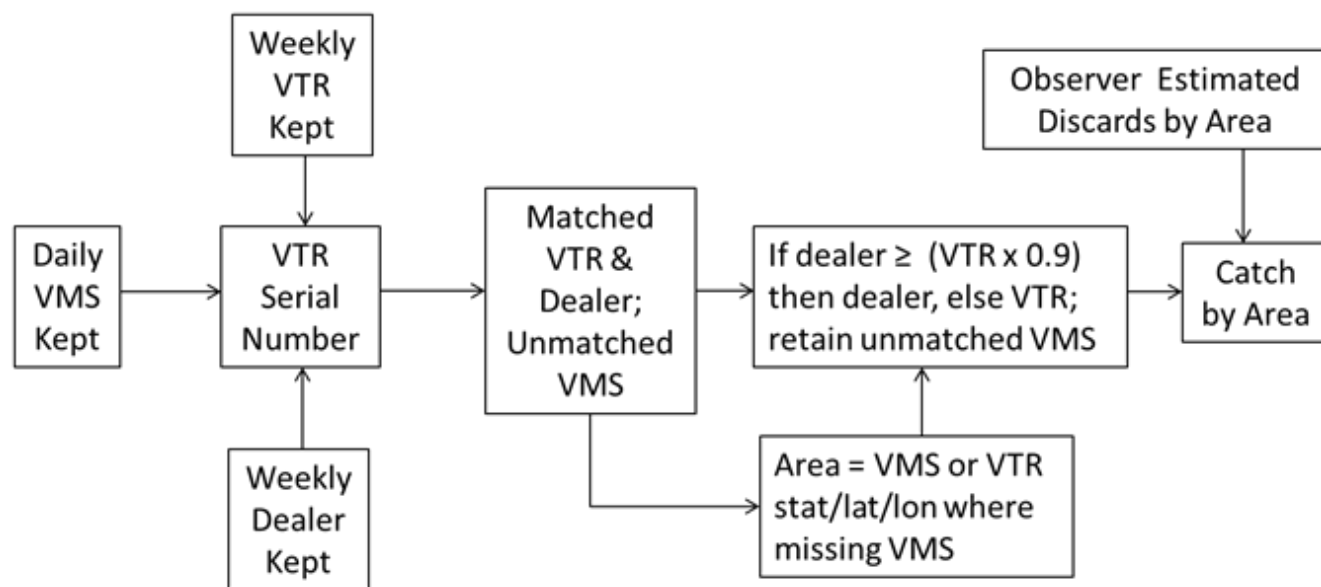 Weekly
VTR
Kept
Observer Estimated
Discards by Area
Daily
VMS
Kept
VTR
Serial
Number
Matched
VTR &
Dealer;
Unmatched
VMS
If dealer ≥ (VTR x 0.9)
then dealer, else VTR;
retain unmatched VMS
Catch
by Area
Weekly
Dealer
Kept
Area = VMS or VTR
stat/lat/lon where
missing VMS